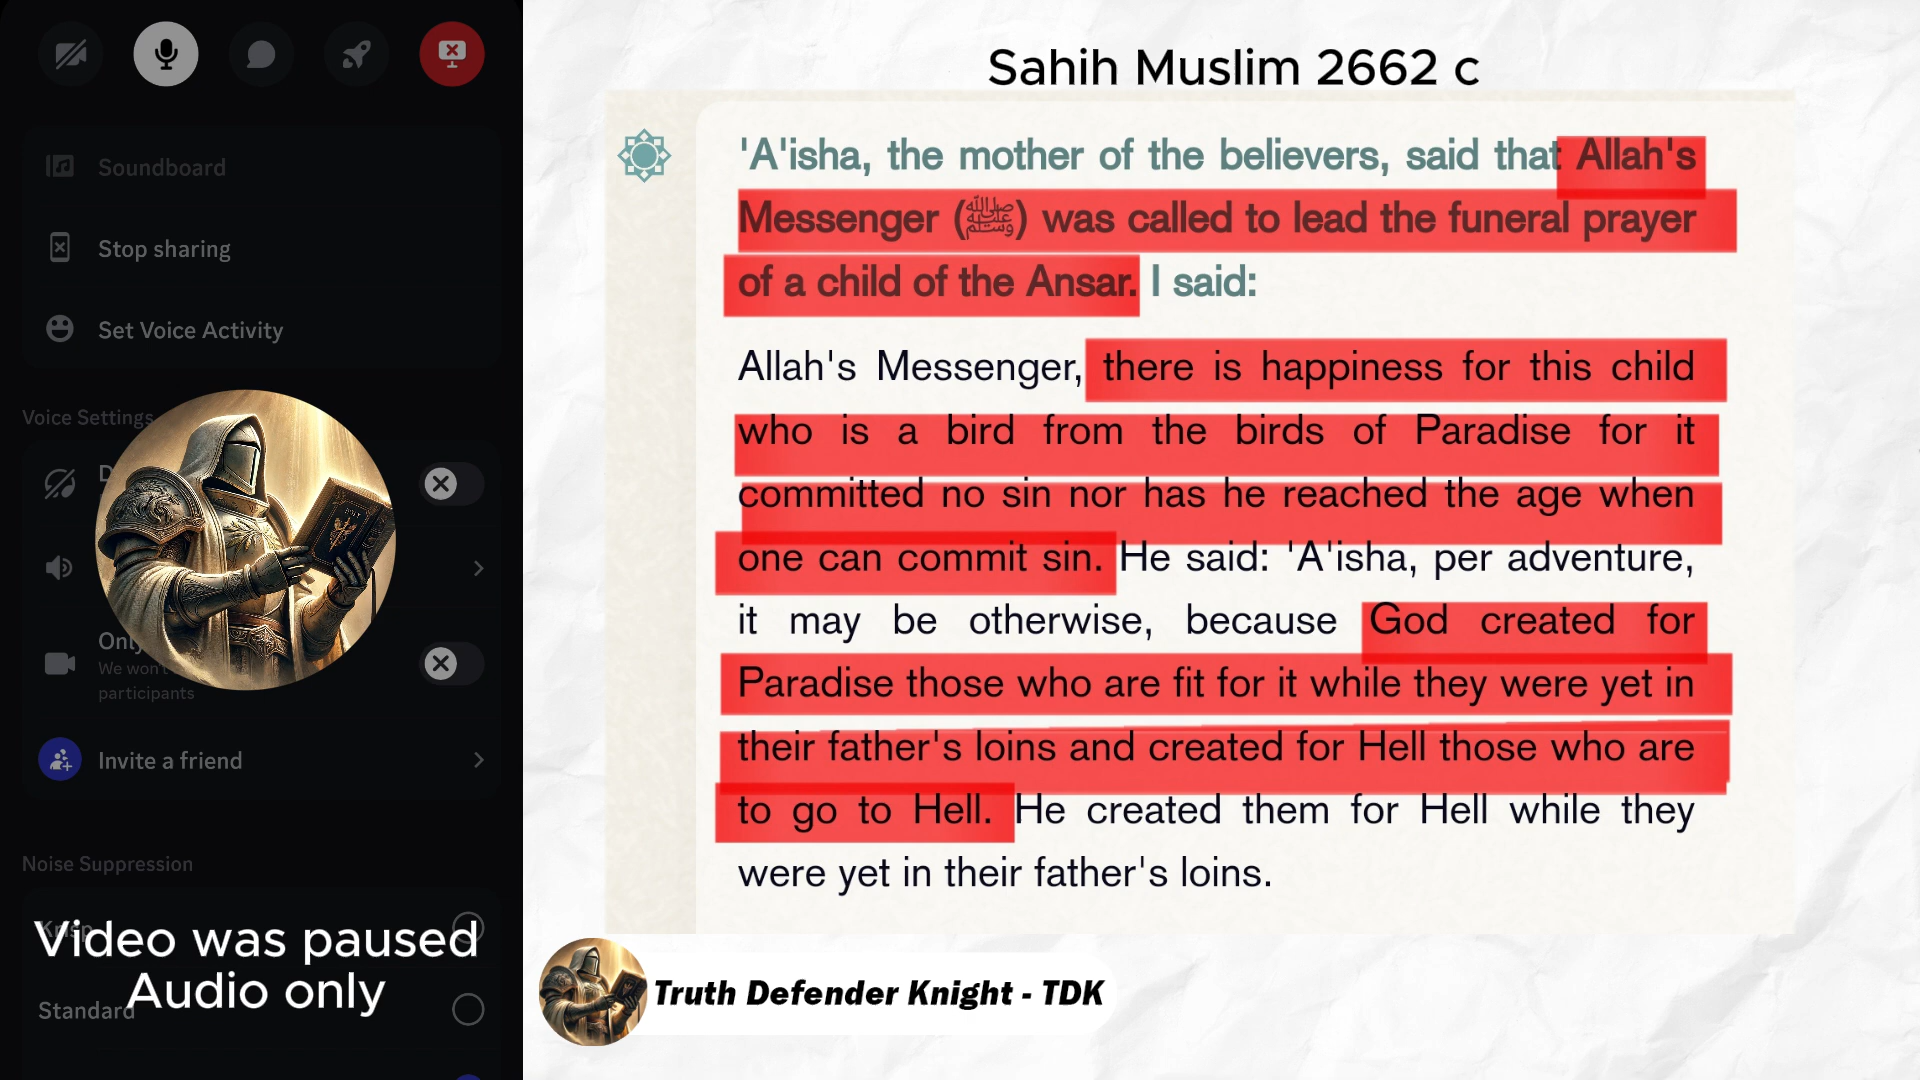 Soundboard
Stop sharing
Set Voice Activity
Voice Settings
D
Only
We won't
participants
Invite a friend
Noise Suppression
Krisp
Video was paused
Audio only
Standard
Sahih Muslim 2662 c
'A'isha, the mother of the believers, said that Allah's
Messenger (ﷺ) was called to lead the funeral prayer
of a child of the Ansar. I said:
Allah's Messenger, there is happiness for this child
who is a bird from the birds of Paradise for it
committed no sin nor has he reached the age when
one can commit sin. He said: 'A'isha, per adventure,
it may be otherwise, because God created for
Paradise those who are fit for it while they were yet in
their father's loins and created for Hell those who are
to go to Hell. He created them for Hell while they
were yet in their father's loins.
Truth Defender Knight - TDK